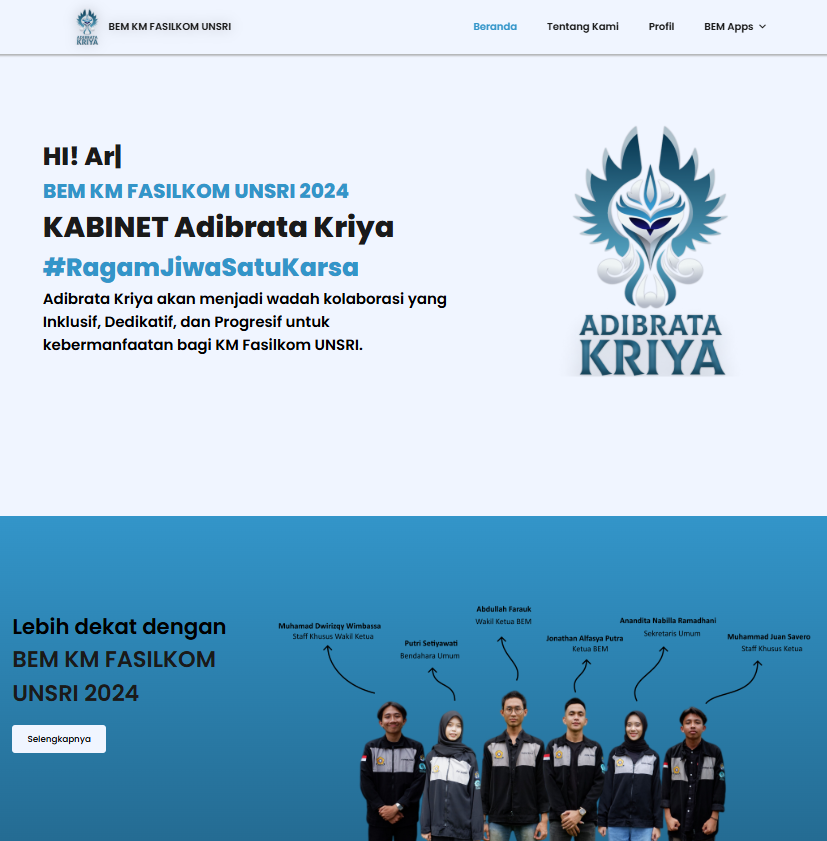 ADIBRATA
KRIYA
BEM KM FASILKOM UNSRI
Beranda
Tentang Kami
Profil
BEM Apps
HI! Ar|
BEM KM FASILKOM UNSRI 2024
KABINET Adibrata Kriya
#RagamJiwaSatuKarsa
Adibrata Kriya akan menjadi wadah kolaborasi yang
Inklusif, Dedikatif, dan Progresif untuk
kebermanfaatan bagi KM Fasilkom UNSRI.
ADIBRATA
KRIYA
Lebih dekat dengan
BEM KM FASILKOM
UNSRI 2024
Selengkapnya
Muhamad Dwirizqy Wimbassa
Staff Khusus Wakil Ketua
Putri Setiyawati
Bendahara Umum
Abdullah Farauk
Wakil Ketua BEM
Jonathan Alfasya Putra
Ketua BEM
Anandita Nabilla Ramadhani
Sekretaris Umum
Muhammad Juan Savero
Staff Khusus Ketua